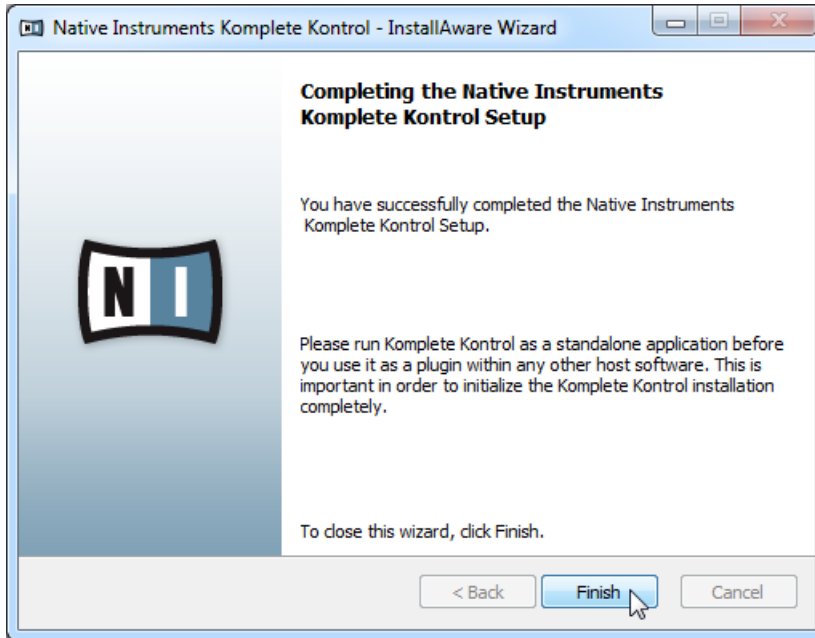 Native Instruments Komplete Kontrol - InstallAware Wizard
Completing the Native Instruments
Komplete Kontrol Setup
You have successfully completed the Native Instruments
Komplete Kontrol Setup.
N I
Please run Komplete Kontrol as a standalone application before
you use it as a plugin within any other host software. This is
important in order to initialize the Komplete Kontrol installation
completely.
To close this wizard, click Finish.
< Back Finish Cancel